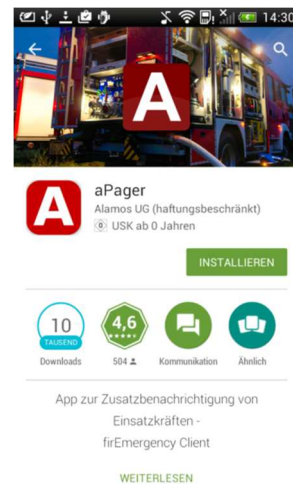 14:30
A
A
aPager
Alamos UG (haftungsbeschränkt)
0 USK ab 0 Jahren
INSTALLIEREN
10
TAUSEND
Downloads
4,6
504
Kommunikation
Ähnlich
App zur Zusatzbenachrichtigung von
Einsatzkräften -
firEmergency Client
WEITERLESEN